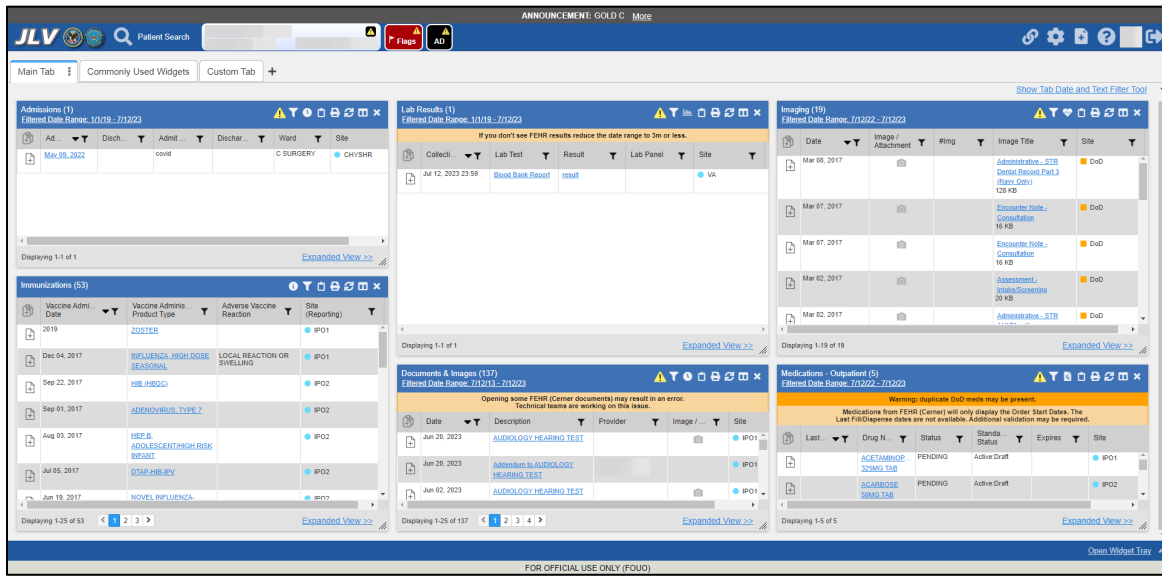 ANNOUNCEMENT: GOLD C More
JLV Patient Search Flags AD
Main Tab Commonly Used Widgets Custom Tab +
Show Tab Date and Text Filter Tool
Admissions (1)
Filtered Date Range: 1/1/19 - 7/12/23
Ad... Disch... Admit ... Dischar... Ward Site
May 09, 2022 covid C SURGERY CHYSHR
Displaying 1-1 of 1 Expanded View >>
Lab Results (1)
Filtered Date Range: 1/1/19 - 7/12/23
If you don't see FEHR results reduce the date range to 3m or less.
Collecti... Lab Test Result Lab Panel Site
Jul 12, 2023 23:59 Blood Bank Report result VA
Displaying 1-1 of 1 Expanded View >>
Imaging (19)
Filtered Date Range: 7/12/22 - 7/12/23
Date Image / Attachment #Img Image Title Site
Mar 08, 2017 Administrative - STR DoD
Dental Record Part 3
(Navy Only)
128 KB
Mar 07, 2017 Encounter Note - DoD
Consultation
16 KB
Mar 07, 2017 Encounter Note - DoD
Consultation
16 KB
Mar 02, 2017 Assessment - DoD
Intake/Screening
20 KB
Mar 02, 2017 Administrative - STR DoD
Displaying 1-19 of 19 Expanded View >>
Immunizations (53)
Vaccine Admi... Date Vaccine Adminis... Product Type Adverse Vaccine Reaction Site (Reporting)
2019 ZOSTER IPO1
Dec 04, 2017 INFLUENZA, HIGH DOSE LOCAL REACTION OR IPO1
SEASONAL SWELLING
Sep 22, 2017 HIB (HBOC) IPO2
Sep 01, 2017 ADENOVIRUS, TYPE 7 IPO2
Aug 03, 2017 HEP B, IPO2
ADOLESCENT/HIGH RISK
INFANT
Jul 05, 2017 DTAP-HIB-IPV IPO2
Jun 19, 2017 NOVEL INFLUENZA- IPO2
Displaying 1-25 of 53 < 1 2 3 > Expanded View >>
Documents & Images (137)
Filtered Date Range: 7/12/13 - 7/12/23
Opening some FEHR (Cerner documents) may result in an error.
Technical teams are working on this issue.
Date Description Provider Image / ... Site
Jun 20, 2023 AUDIOLOGY HEARING TEST IPO1
Jun 20, 2023 Addendum to AUDIOLOGY IPO1
HEARING TEST
Jun 02, 2023 AUDIOLOGY HEARING TEST IPO1
Displaying 1-25 of 137 < 1 2 3 4 > Expanded View >>
Medications - Outpatient (5)
Filtered Date Range: 7/12/22 - 7/12/23
Warning: duplicate DoD meds may be present.
Medications from FEHR (Cerner) will only display the Order Start Dates. The
Last Fill/Dispense dates are not available. Additional validation may be required.
Last... Drug N... Status Standa... Status Expires Site
ACETAMINOP... PENDING Active:Draft IPO1
325MG TAB
ACARBOSE PENDING Active:Draft IPO2
50MG TAB
Displaying 1-5 of 5 Expanded View >>
Open Widget Tray
FOR OFFICIAL USE ONLY (FOUO)